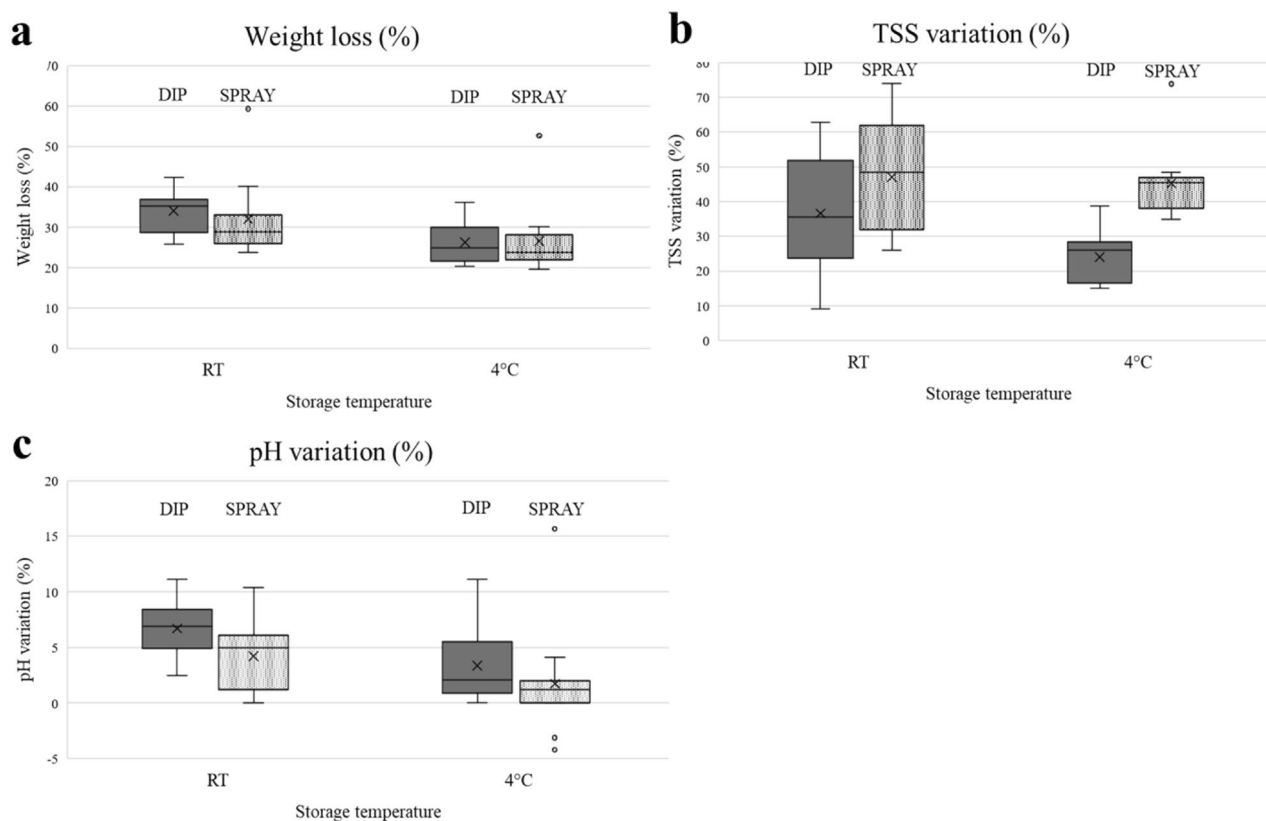 a
Weight loss (%)
Weight loss (%)
70
60
50
40
30
20
10
0
DIP SPRAY DIP SPRAY
RT 4°C
Storage temperature
b
TSS variation (%)
TSS variation (%)
80
70
60
50
40
30
20
10
0
DIP SPRAY DIP SPRAY
RT 4°C
Storage temperature
c
pH variation (%)
pH variation (%)
20
15
10
5
0
-5
DIP SPRAY DIP SPRAY
RT 4°C
Storage temperature